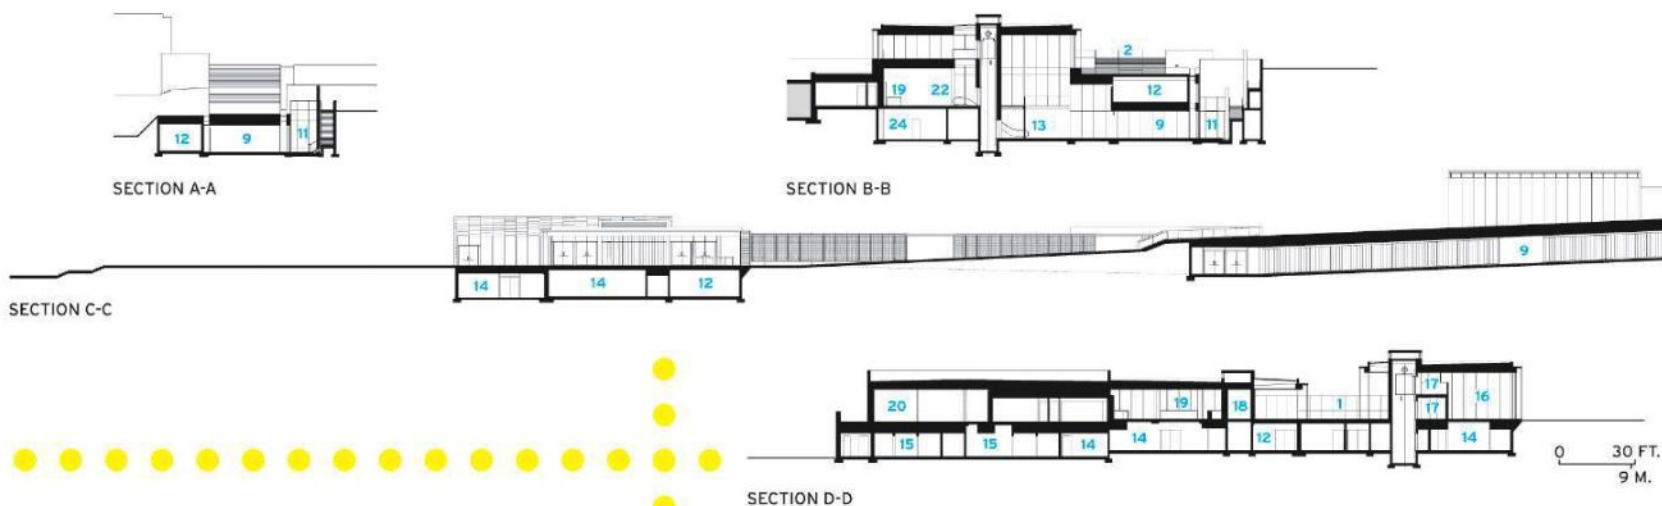 2
19 22 12
24 13 9 11
12 9 11
SECTION A-A
SECTION B-B
9
14 14 12
SECTION C-C
17 16
20 19 18 1 17
15 15 14 14 12 14
0 30 FT.
9 M.
SECTION D-D